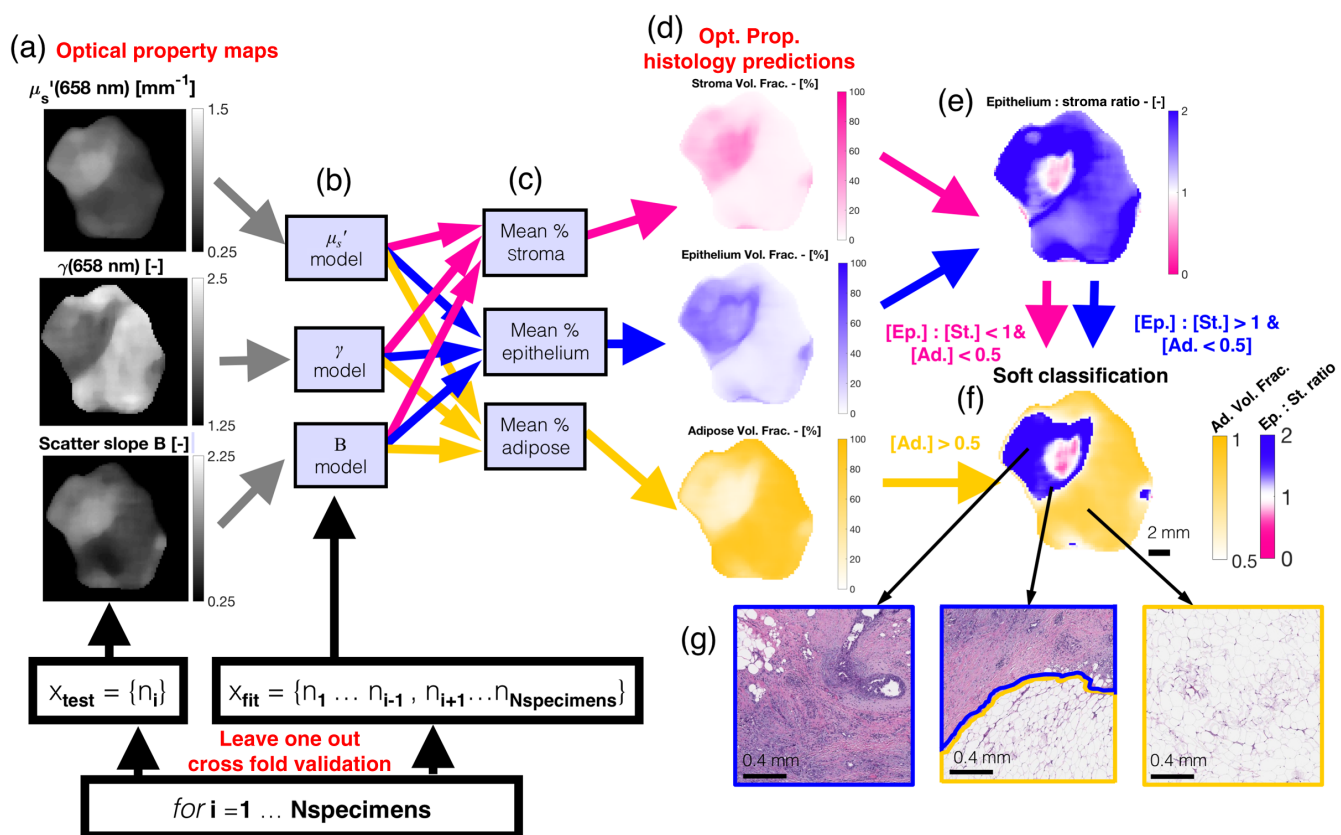 (a) Optical property maps
μs'(658 nm) [mm⁻¹]
1.5
0.25
γ(658 nm) [-]
2.5
1.25
Scatter slope B [-]
2.25
0.25
(b)
μs'
model
γ
model
B
model
(c)
Mean %
stroma
Mean %
epithelium
Mean %
adipose
(d)
Opt. Prop.
histology predictions
Stroma Vol. Frac. - [%]
100
80
60
40
20
0
Epithelium Vol. Frac. - [%]
100
80
60
40
20
0
Adipose Vol. Frac. - [%]
100
80
60
40
20
0
(e)
Epithelium : stroma ratio - [-]
2
1
0
[Ep.] : [St.] < 1&
[Ad.] < 0.5
[Ep.] : [St.] > 1 &
[Ad. < 0.5]
Soft classification
(f)
[Ad.] > 0.5
2 mm
Ad. Vol. Frac.
1
0.5
Ep. : St. ratio
2
1
0
(g)
0.4 mm
0.4 mm
0.4 mm
xtest = {ni}
xfit = {n1 ... ni-1 , ni+1...nNspecimens}
Leave one out
cross fold validation
for i =1 ... Nspecimens